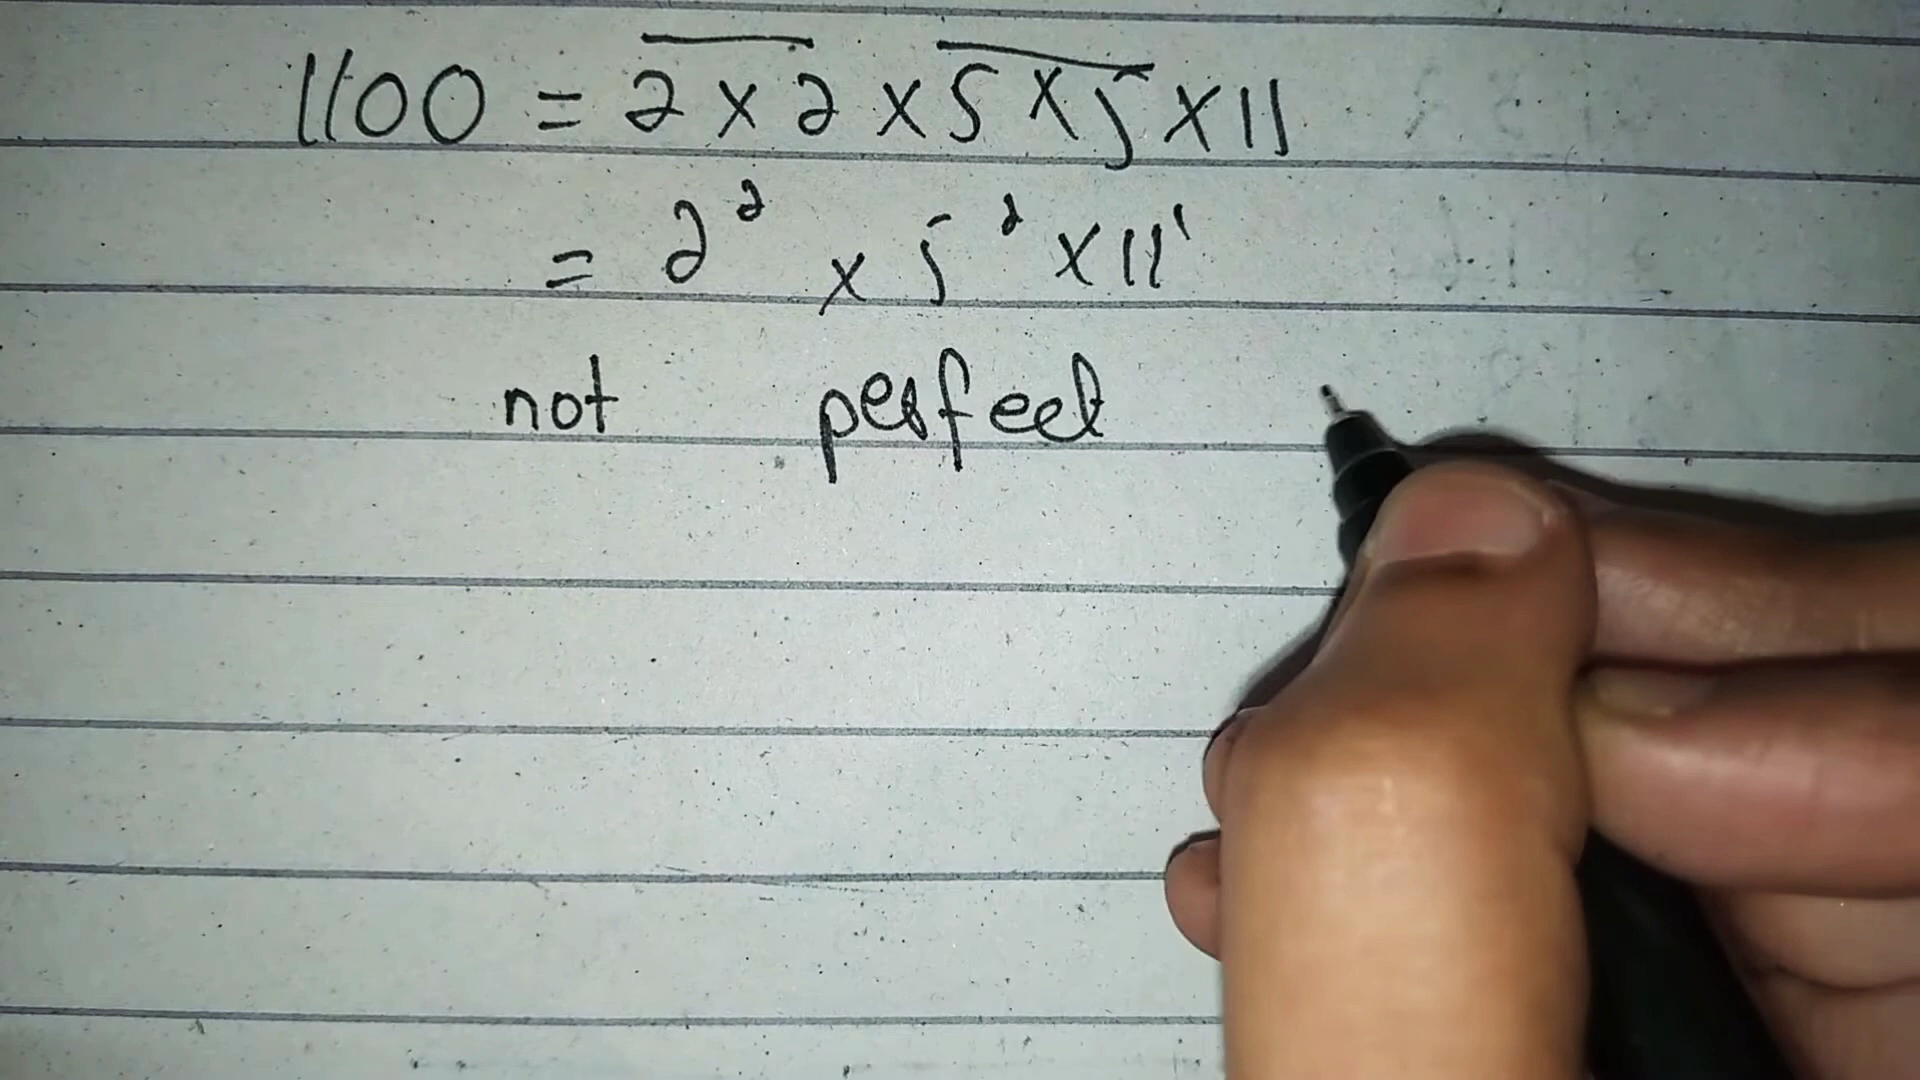 1100 = 2 x 2 x 5 x 5 x 11
= 2² x 5² x 11¹
not perfect